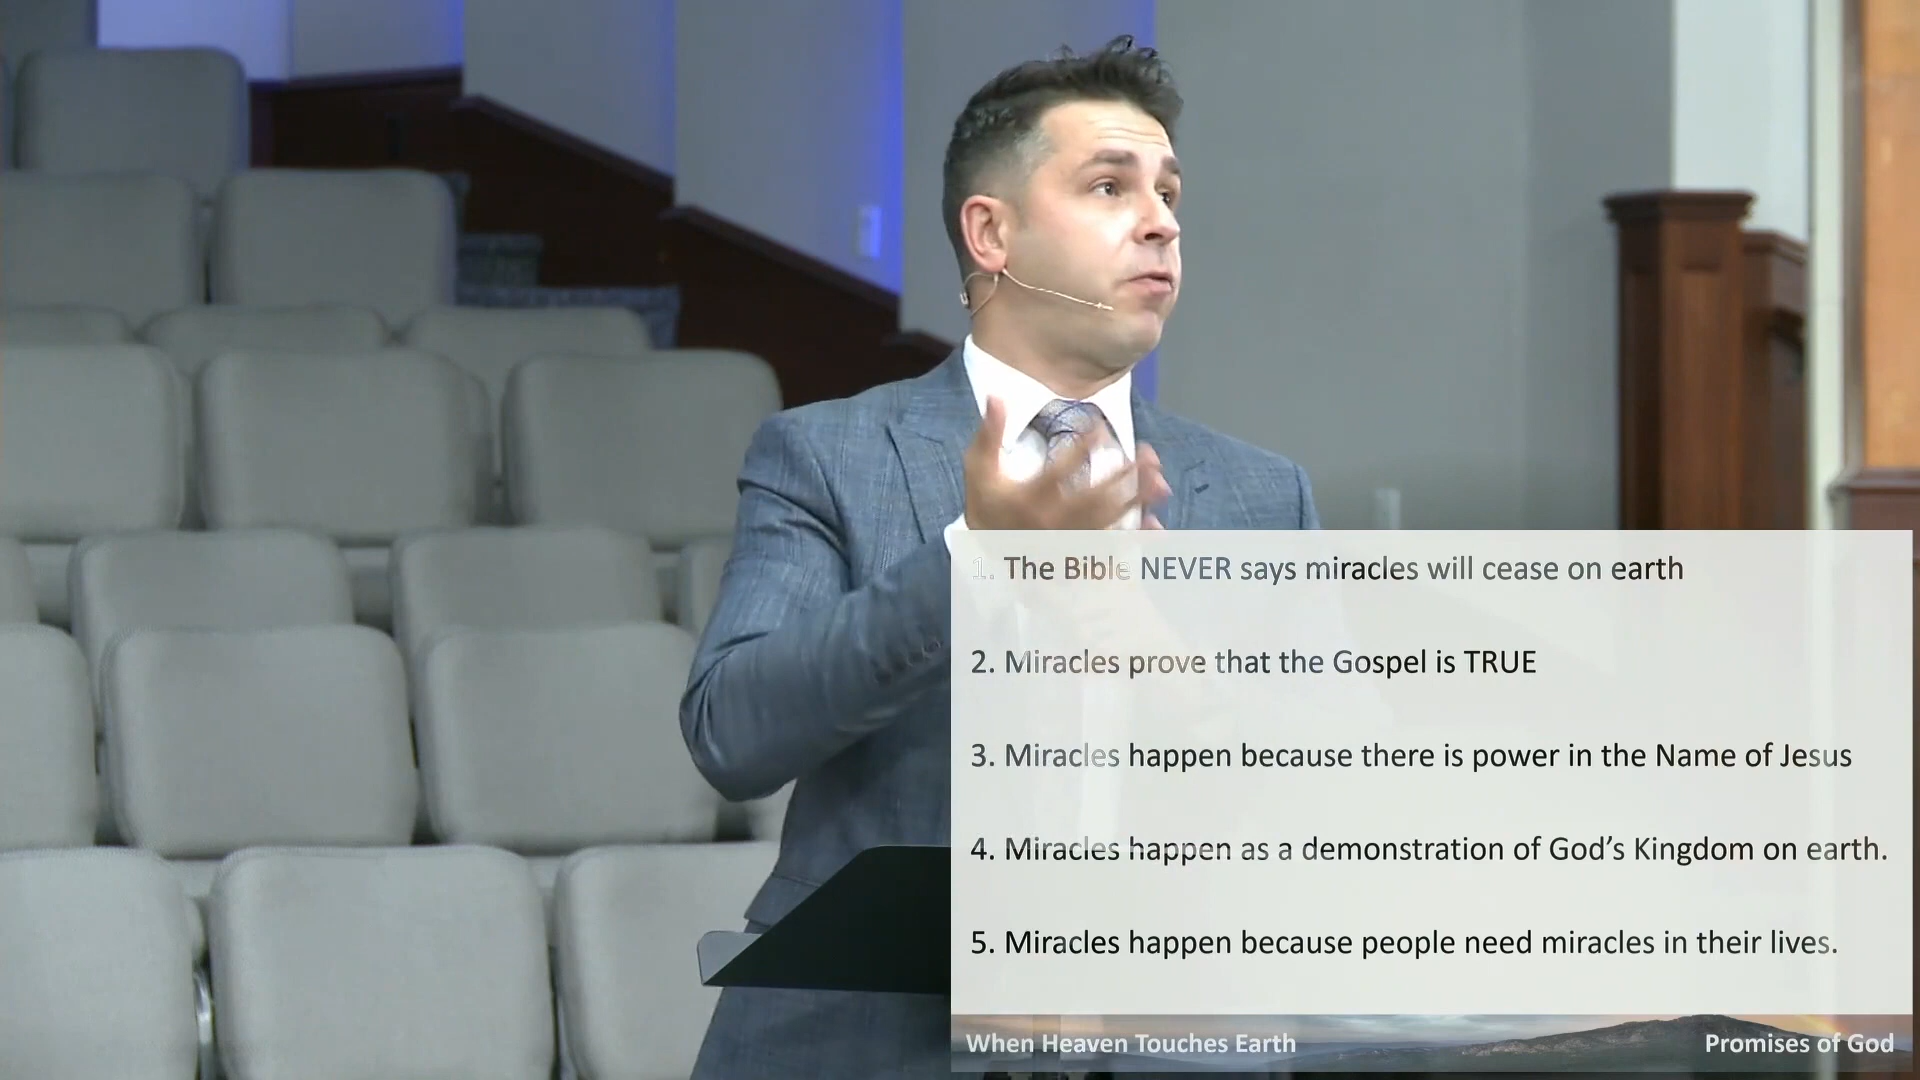 1. The Bible NEVER says miracles will cease on earth
2. Miracles prove that the Gospel is TRUE
3. Miracles happen because there is power in the Name of Jesus
4. Miracles happen as a demonstration of God’s Kingdom on earth.
5. Miracles happen because people need miracles in their lives.
When Heaven Touches Earth
Promises of God